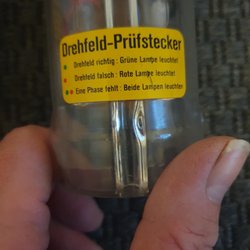 Drehfeld-Prüfstecker
Drehfeld richtig : Grüne Lampe leuchtet
Drehfeld falsch : Rote Lampe leuchtet
Eine Phase fehlt : Beide Lampen leuchten